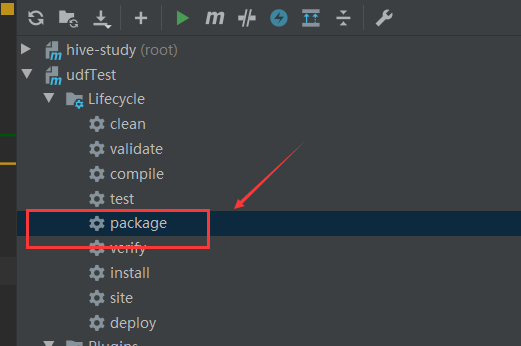 m
hive-study (root)
udfTest
Lifecycle
clean
validate
compile
test
package
verify
install
site
deploy
Plugins